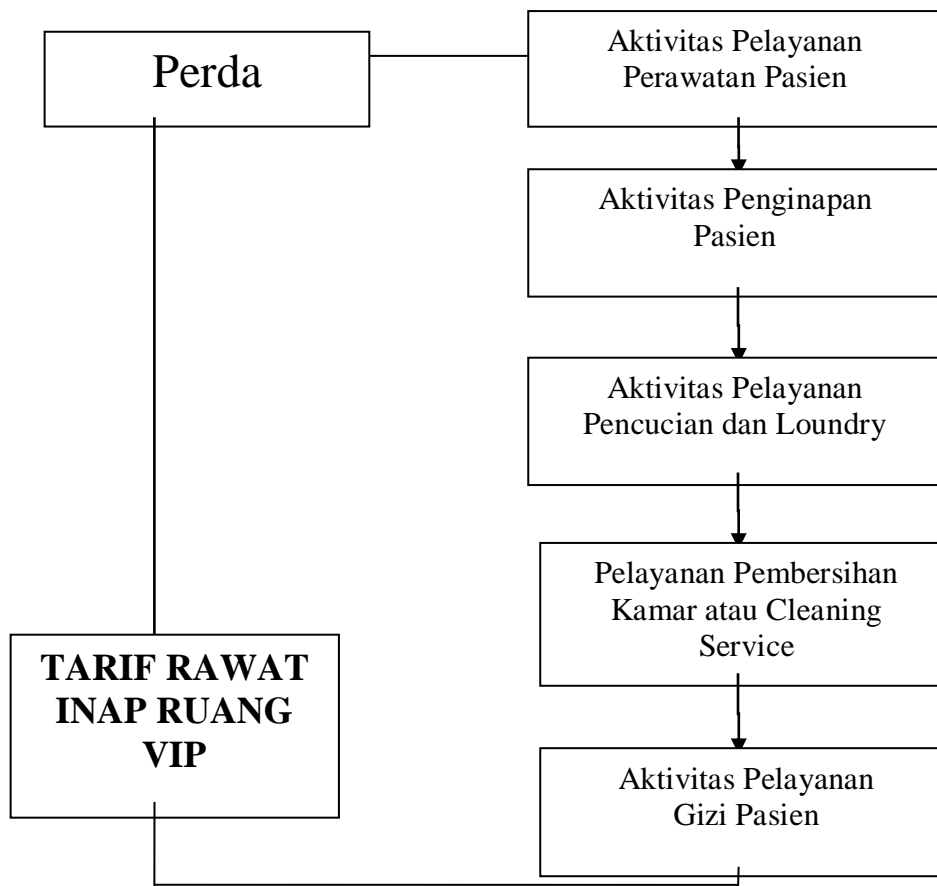 Perda
Aktivitas Pelayanan
Perawatan Pasien
Aktivitas Penginapan
Pasien
Aktivitas Pelayanan
Pencucian dan Loundry
Pelayanan Pembersihan
Kamar atau Cleaning
Service
TARIF RAWAT
INAP RUANG
VIP
Aktivitas Pelayanan
Gizi Pasien